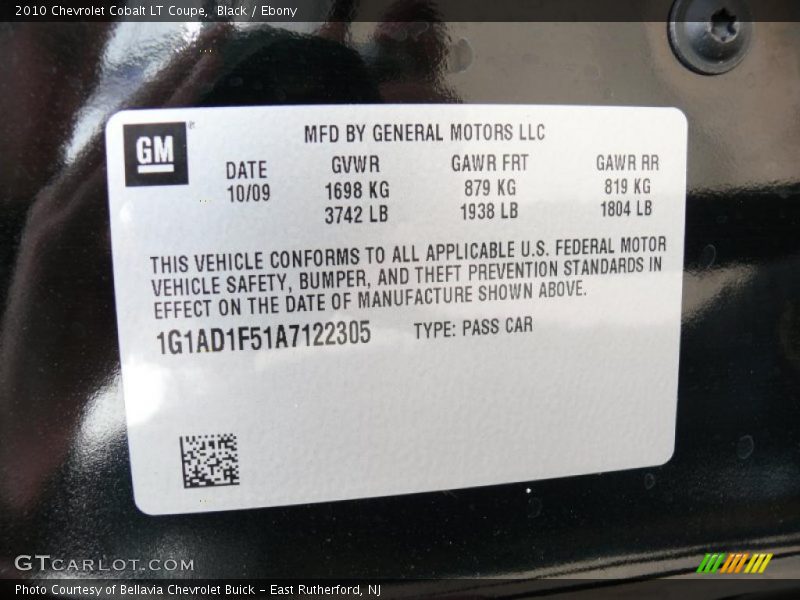 2010 Chevrolet Cobalt LT Coupe, Black / Ebony
GM
MFD BY GENERAL MOTORS LLC
DATE GVWR GAWR FRT GAWR RR
10/09 1698 KG 879 KG 819 KG
3742 LB 1938 LB 1804 LB
THIS VEHICLE CONFORMS TO ALL APPLICABLE U.S. FEDERAL MOTOR
VEHICLE SAFETY, BUMPER, AND THEFT PREVENTION STANDARDS IN
EFFECT ON THE DATE OF MANUFACTURE SHOWN ABOVE.
1G1AD1F51A7122305 TYPE: PASS CAR
GTCARLOT.COM
Photo Courtesy of Bellavia Chevrolet Buick - East Rutherford, NJ